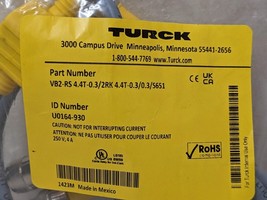 TURCK
3000 Campus Drive Minneapolis, Minnesota 55441-2656
1-800-544-7769 www.Turck.com
Part Number
VB2-RS 4.4T-0.3/2RK 4.4T-0.3/0.3/S651
CE UK CA
ID Number
U0164-930
CAUTION: NOT FOR INTERRUPTING CURRENT
ATTENTION: NE PAS UTILISER POUR COUPER LE COURANT
250 V; 4 A
RoHS
1423M Made in Mexico